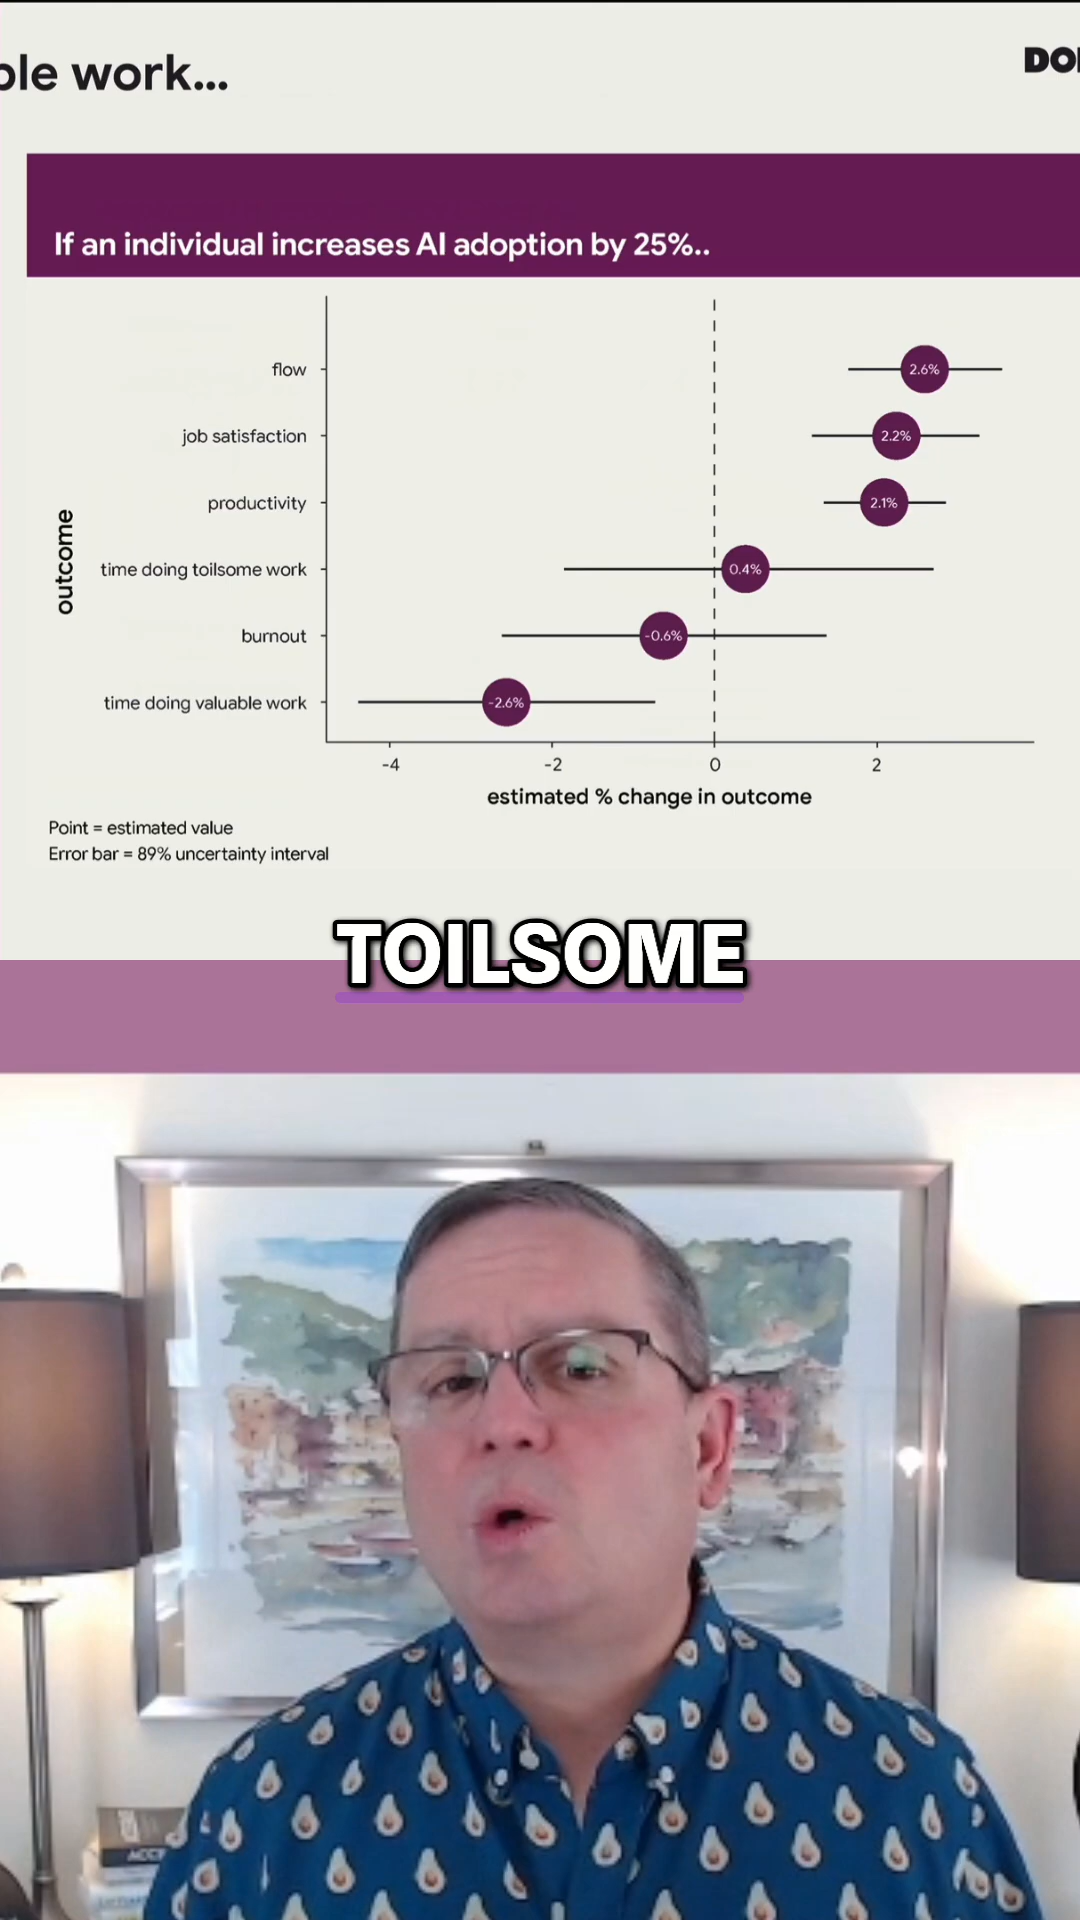 ble work...
DO
If an individual increases AI adoption by 25%..
outcome
flow
2.6%
job satisfaction
2.2%
productivity
2.1%
time doing toilsome work
0.4%
burnout
-0.6%
time doing valuable work
-2.6%
-4
-2
0
2
estimated % change in outcome
Point = estimated value
Error bar = 89% uncertainty interval
TOILSOME
ACCE